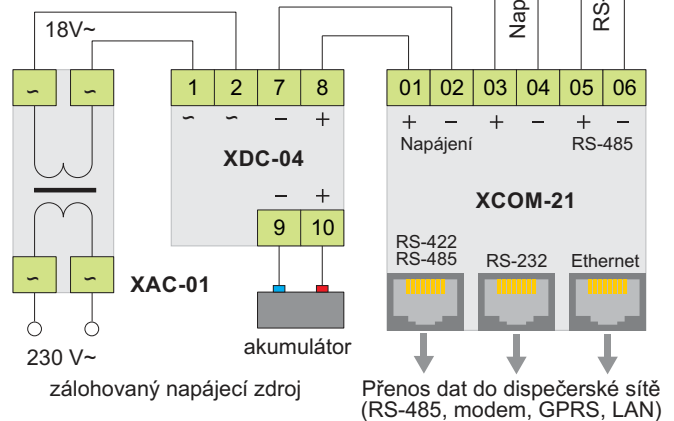 Nap
RS-
18V~
~ ~
1 2 7 8
~ ~ – +
XDC-04
– +
9 10
01 02 03 04 05 06
+ – + – + –
Napájení RS-485
XCOM-21
RS-422
RS-485
RS-232
Ethernet
~ ~
XAC-01
230 V~
akumulátor
zálohovaný napájecí zdroj
Přenos dat do dispečerské sítě
(RS-485, modem, GPRS, LAN)